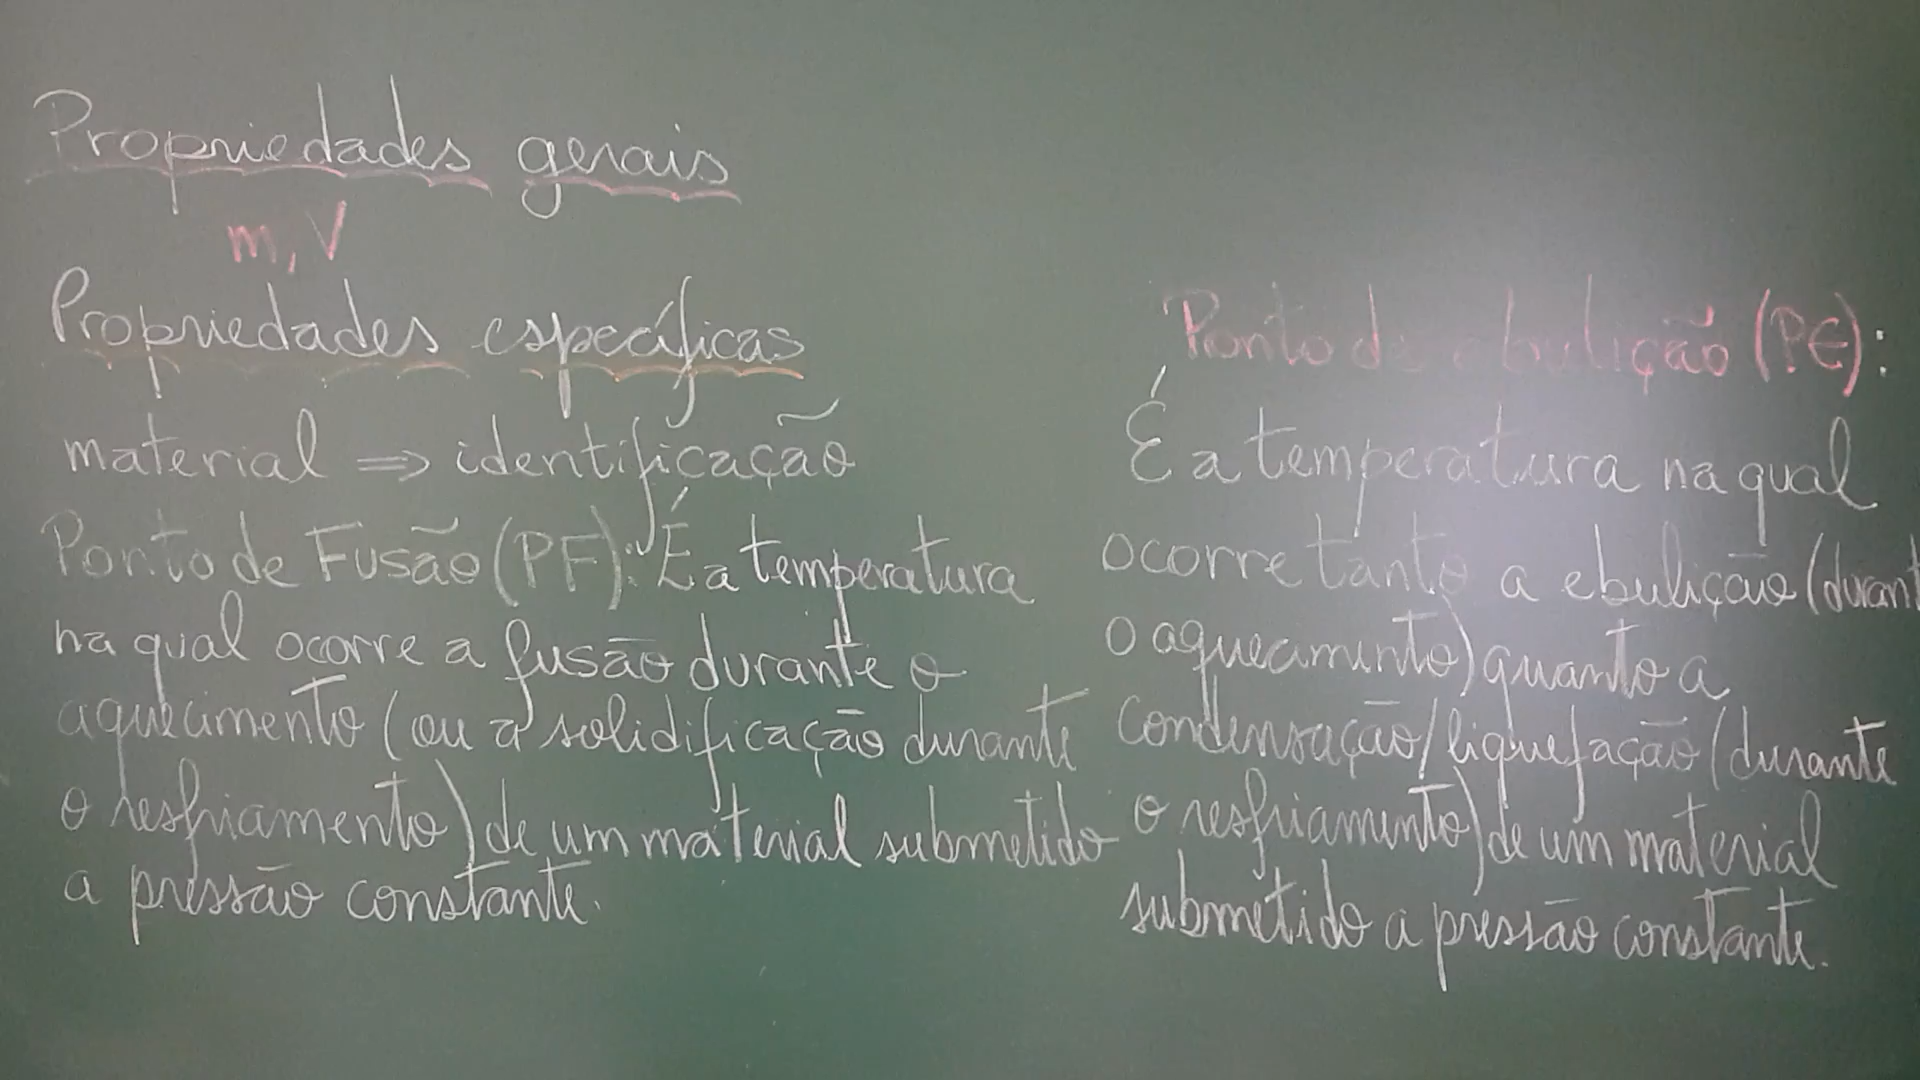 Propriedades gerais
m, V
Propriedades específicas
material ⇒ identificação
Ponto de Fusão (PF): É a temperatura
na qual ocorre a fusão durante o
aquecimento (ou a solidificação durante
o resfriamento) de um material submetido
a pressão constante.
Ponto de ebulição (PE):
É a temperatura na qual
ocorre tanto a ebulição (durant
o aquecimento) quanto a
condensação/liquefação (durante
o resfriamento) de um material
submetido a pressão constante.